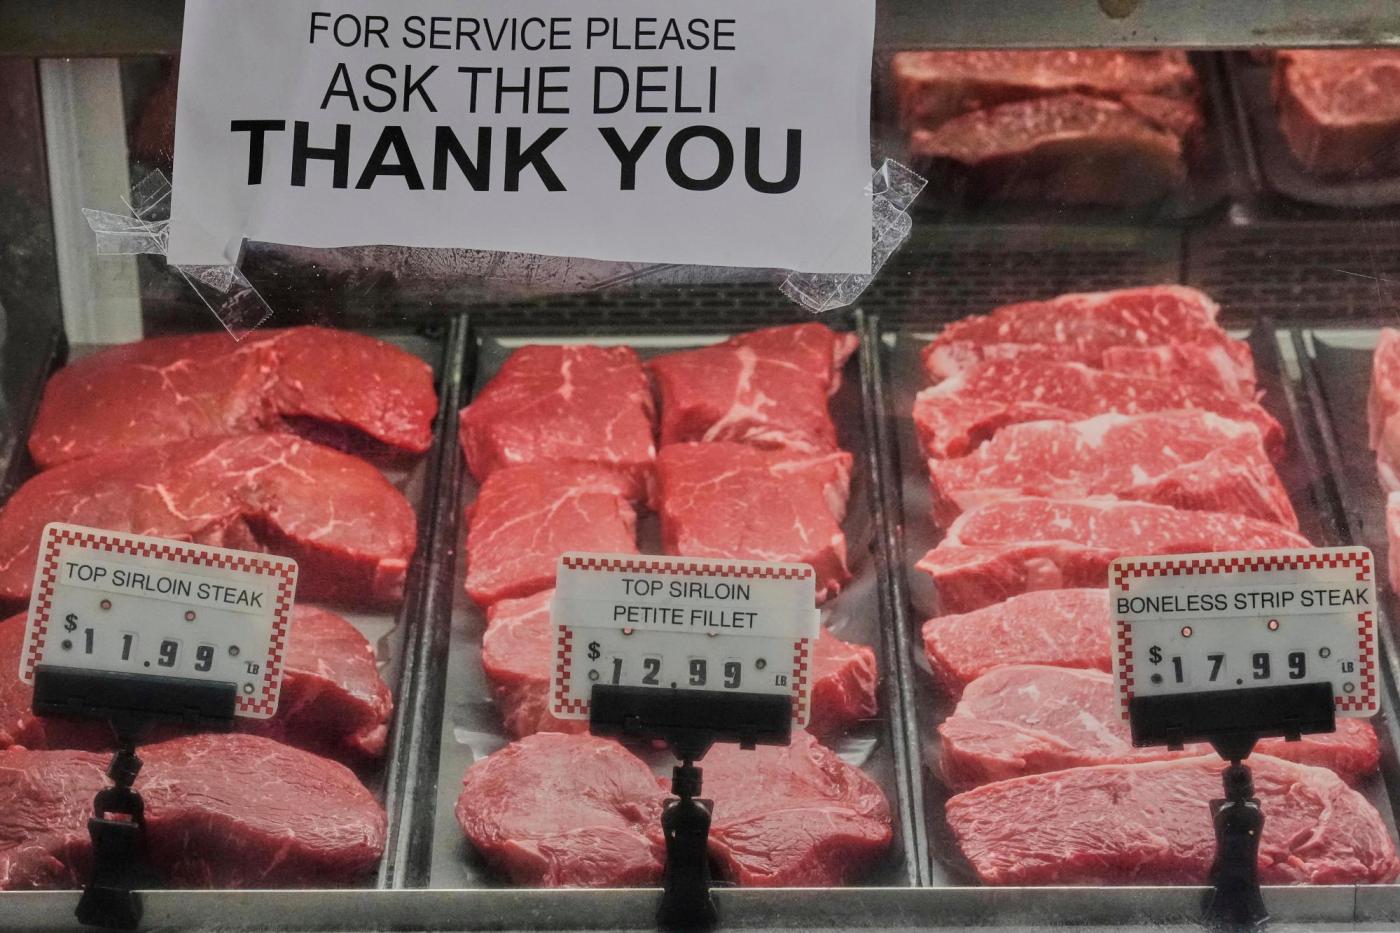 FOR SERVICE PLEASE
ASK THE DELI
THANK YOU
TOP SIRLOIN STEAK
$11.99 LB
TOP SIRLOIN
PETITE FILLET
$12.99 LB
BONELESS STRIP STEAK
$17.99 LB